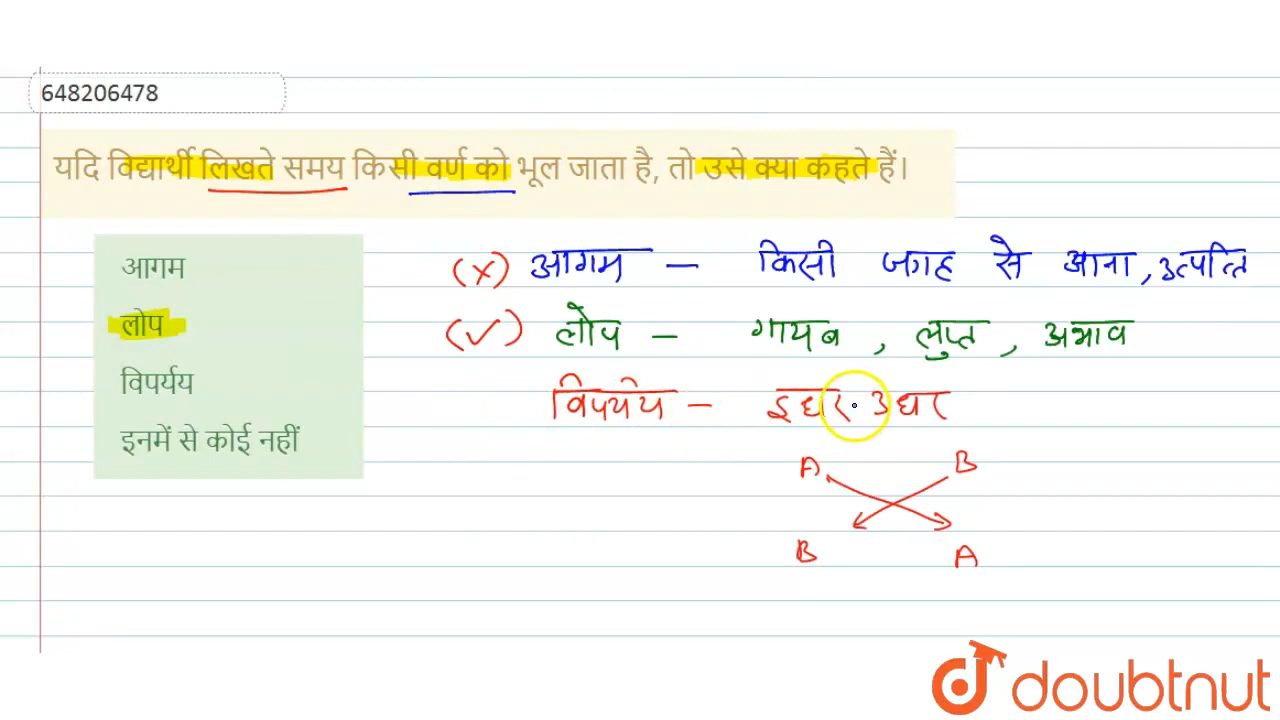 648206478
यदि विद्यार्थी लिखते समय किसी वर्ण को भूल जाता है, तो उसे क्या कहते हैं।
आगम
लोप
विपर्यय
इनमें से कोई नहीं
(x) आगम – किसी जगह से आना, उत्पत्ति
(✓) लोप – गायब, लुप्त, अभाव
विपर्यय – इधर-उधर
A B
B A
doubtnut